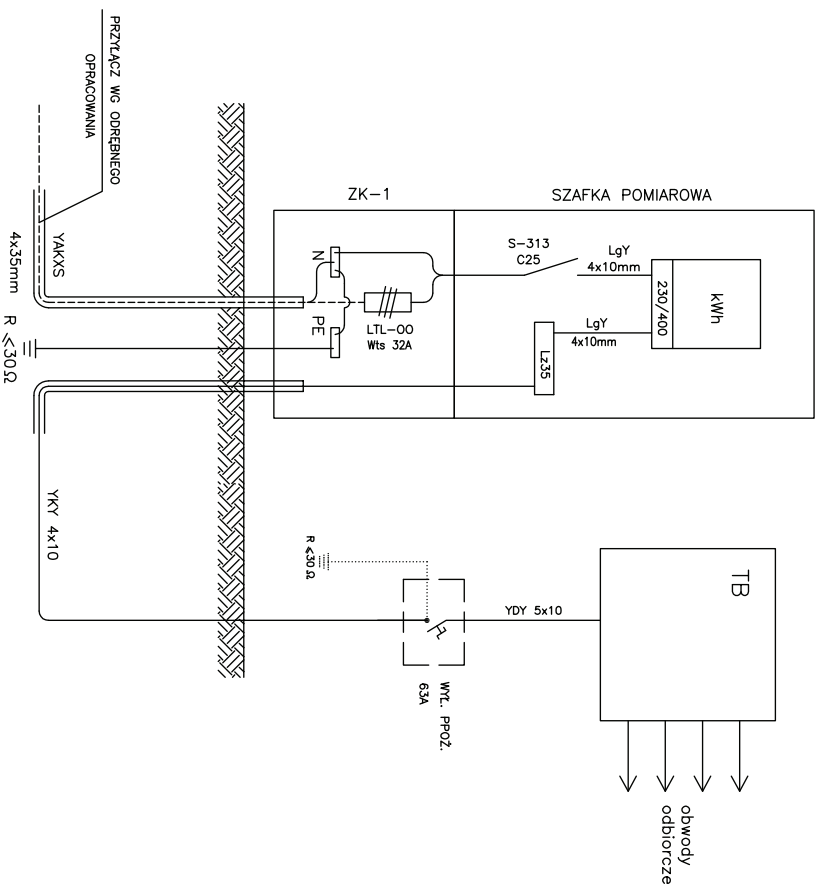 PRZYŁĄCZ WG ODRĘBNEGO
OPRACOWANIA
YAKXS
4x35mm
R ≤30Ω
ZK-1
N
PE
LTL-00
Wts 32A
SZAFKA POMIAROWA
S-313
C25
LgY
4x10mm
kWh
230/400
LgY
4x10mm
Lz35
YKY 4x10
R ≤30Ω
WYŁ. PPOŻ.
63A
YDY 5x10
TB
obwody
odbiorcze